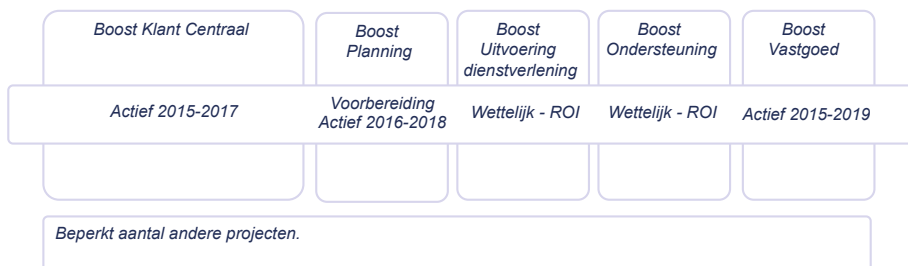 Boost Klant Centraal
Boost
Planning
Boost
Uitvoering
dienstverlening
Boost
Ondersteuning
Boost
Vastgoed
Actief 2015-2017
Voorbereiding
Actief 2016-2018
Wettelijk - ROI
Wettelijk - ROI
Actief 2015-2019
Beperkt aantal andere projecten.